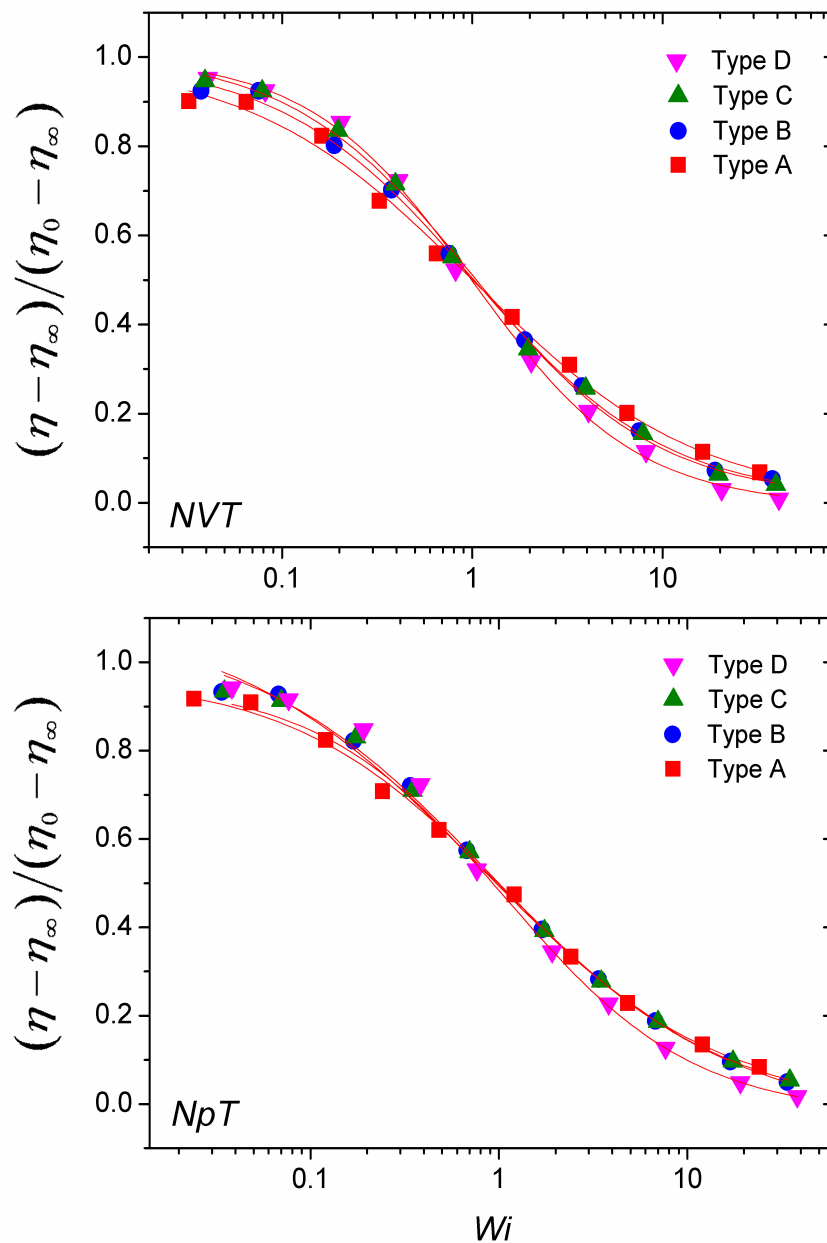 1.0
0.8
0.6
0.4
0.2
0.0
(η − η∞)/(η0 − η∞)
Type D
Type C
Type B
Type A
NVT
0.1
1
10
1.0
0.8
0.6
0.4
0.2
0.0
(η − η∞)/(η0 − η∞)
Type D
Type C
Type B
Type A
NpT
0.1
1
10
Wi